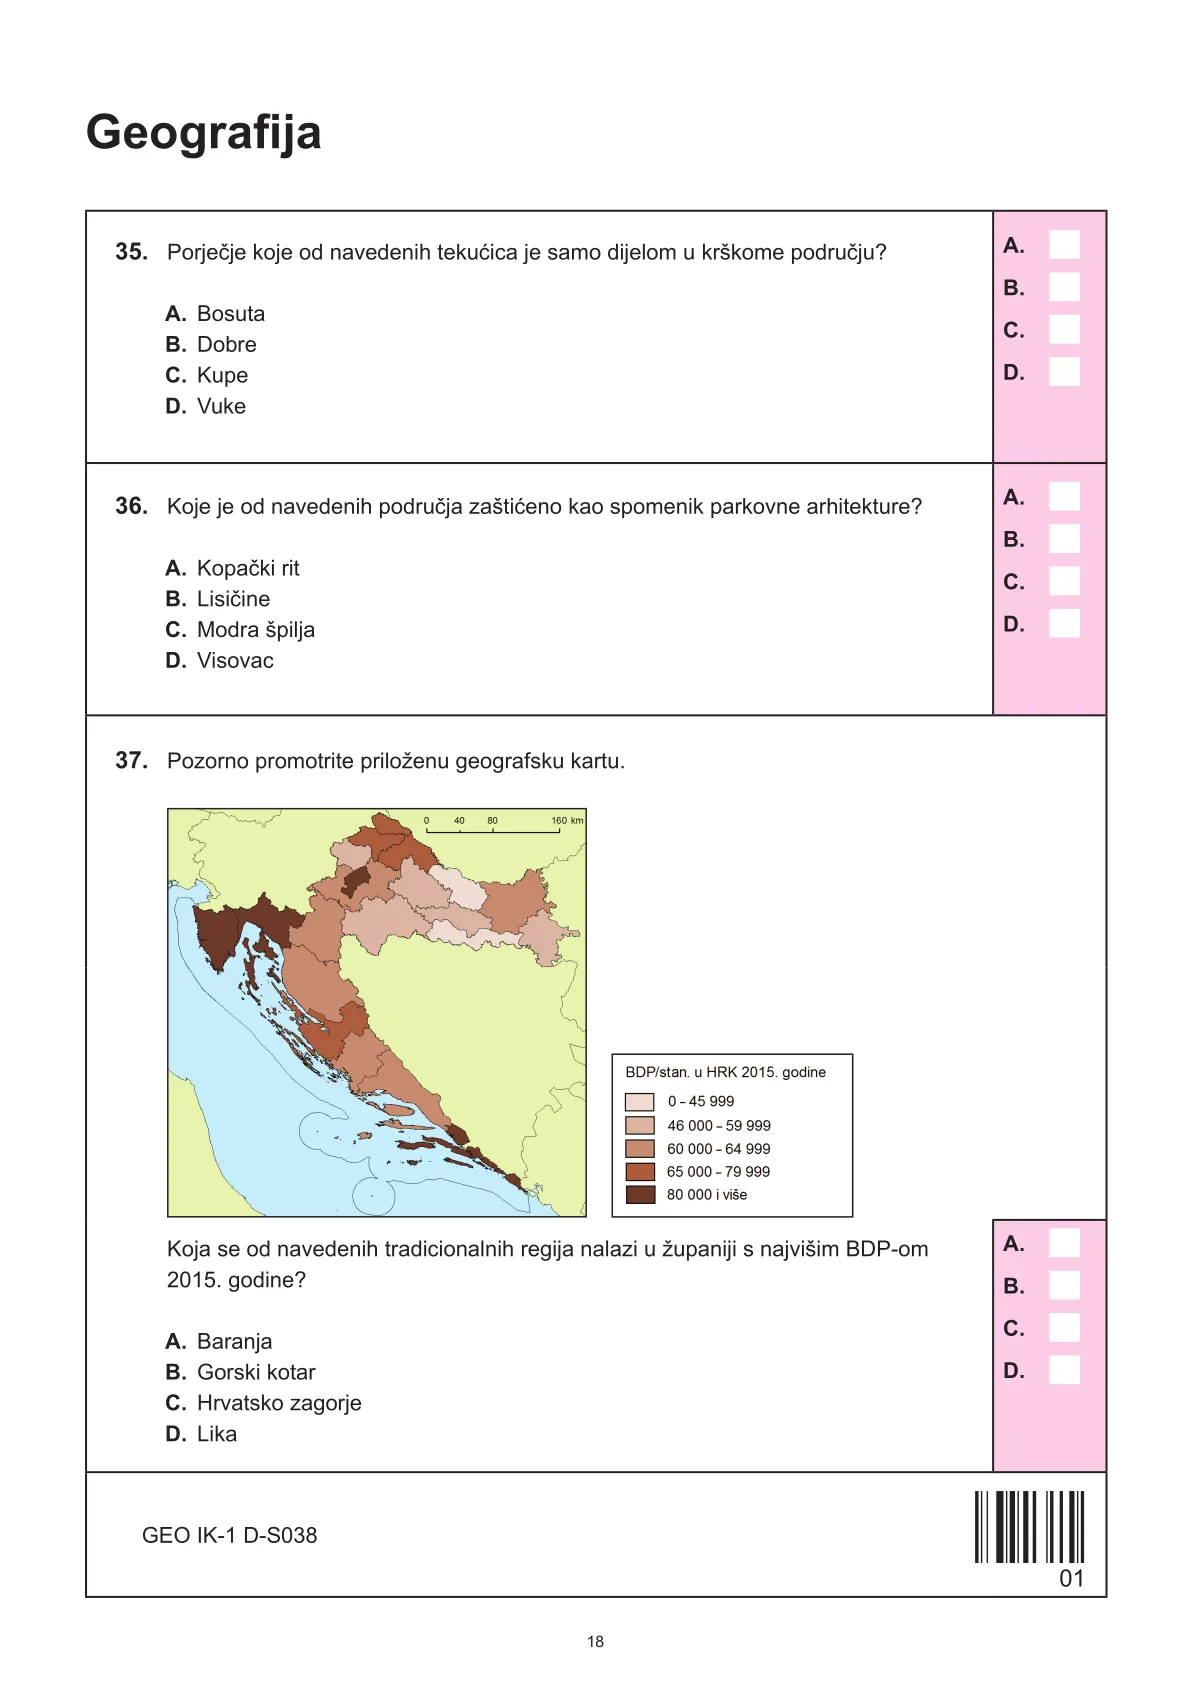 Geografija
35. Porječje koje od navedenih tekućica je samo dijelom u krškome području?
A. Bosuta
B. Dobre
C. Kupe
D. Vuke
A.
B.
C.
D.
36. Koje je od navedenih područja zaštićeno kao spomenik parkovne arhitekture?
A. Kopački rit
B. Lisičine
C. Modra špilja
D. Visovac
A.
B.
C.
D.
37. Pozorno promotrite priloženu geografsku kartu.
0 40 80 160 km
BDP/stan. u HRK 2015. godine
0 – 45 999
46 000 – 59 999
60 000 – 64 999
65 000 – 79 999
80 000 i više
Koja se od navedenih tradicionalnih regija nalazi u županiji s najvišim BDP-om
2015. godine?
A. Baranja
B. Gorski kotar
C. Hrvatsko zagorje
D. Lika
A.
B.
C.
D.
GEO IK-1 D-S038
01
18